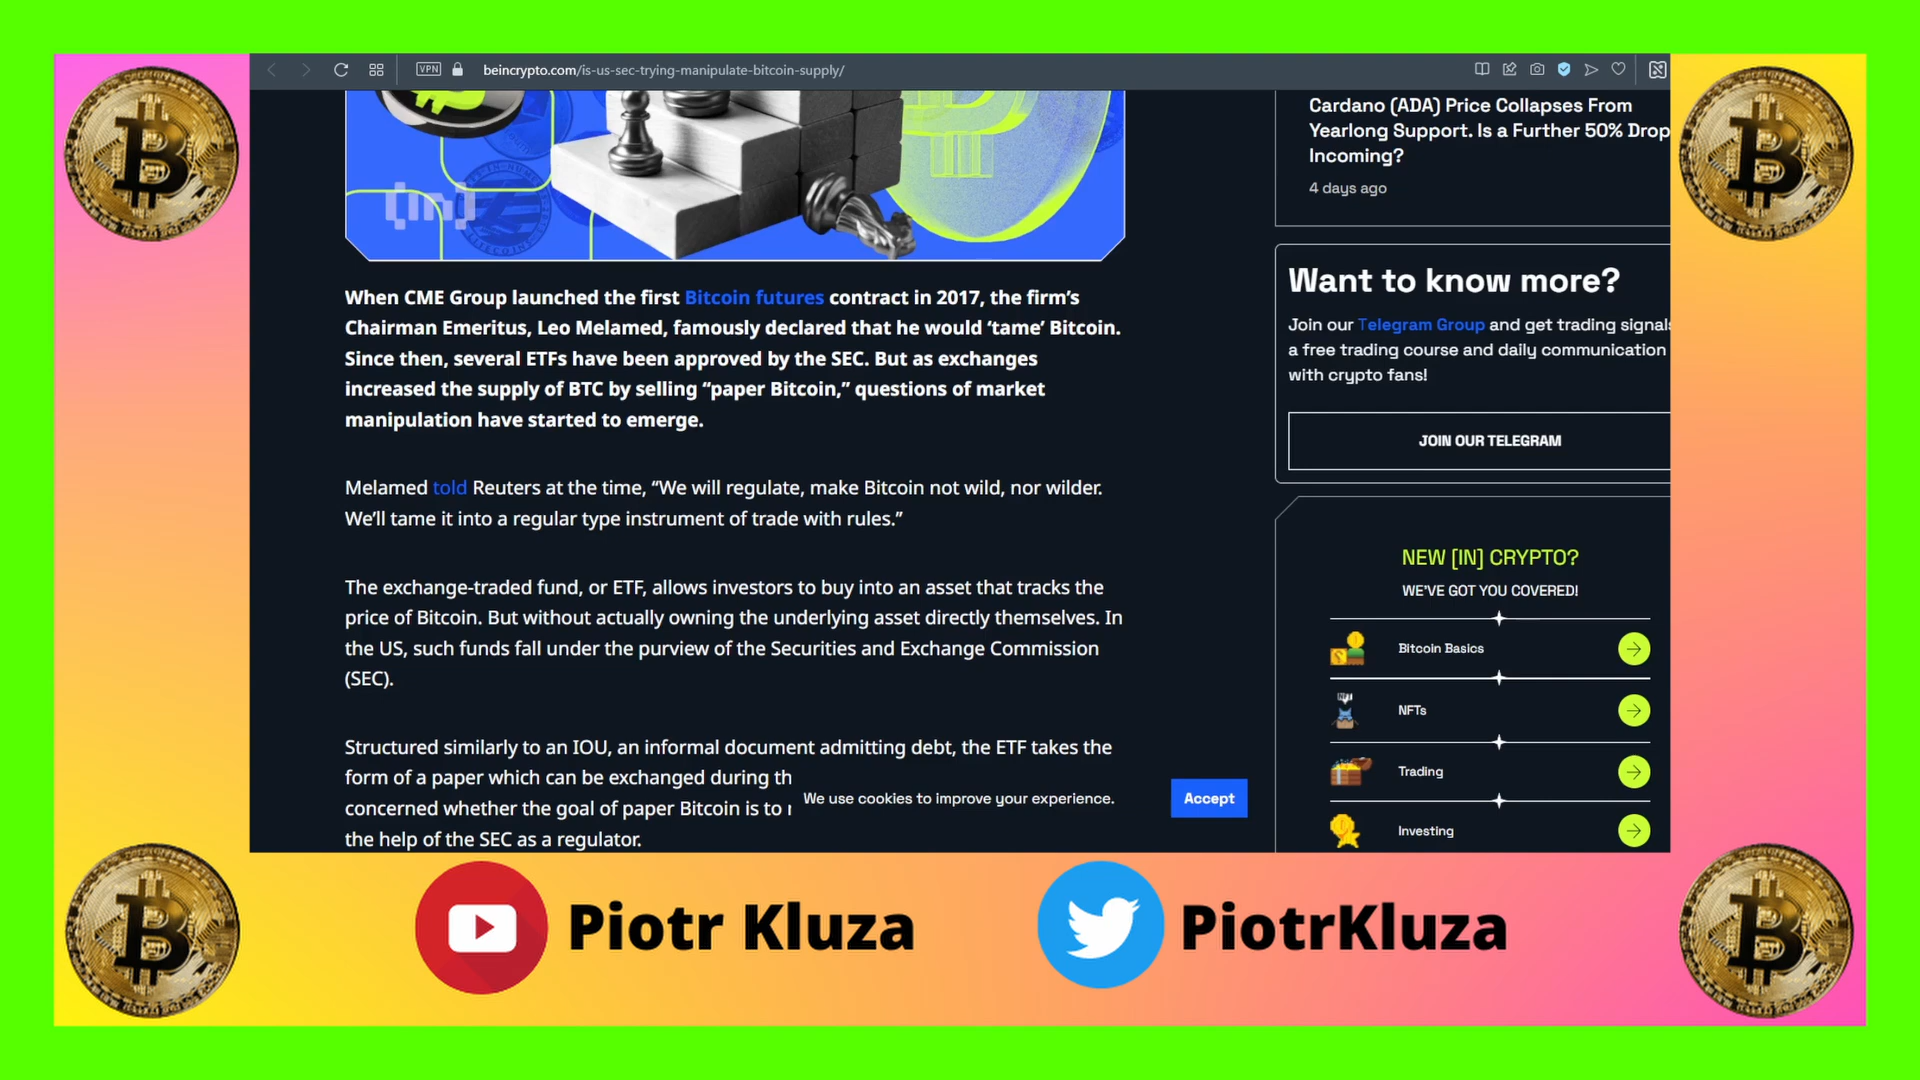 VPN
beincrypto.com/is-us-sec-trying-manipulate-bitcoin-supply/
[in]
When CME Group launched the first Bitcoin futures contract in 2017, the firm's
Chairman Emeritus, Leo Melamed, famously declared that he would ‘tame’ Bitcoin.
Since then, several ETFs have been approved by the SEC. But as exchanges
increased the supply of BTC by selling “paper Bitcoin,” questions of market
manipulation have started to emerge.
Melamed told Reuters at the time, “We will regulate, make Bitcoin not wild, nor wilder.
We’ll tame it into a regular type instrument of trade with rules.”
The exchange-traded fund, or ETF, allows investors to buy into an asset that tracks the
price of Bitcoin. But without actually owning the underlying asset directly themselves. In
the US, such funds fall under the purview of the Securities and Exchange Commission
(SEC).
Structured similarly to an IOU, an informal document admitting debt, the ETF takes the
form of a paper which can be exchanged during th
concerned whether the goal of paper Bitcoin is to
the help of the SEC as a regulator.
We use cookies to improve your experience.
Accept
Cardano (ADA) Price Collapses From
Yearlong Support. Is a Further 50% Drop
Incoming?
4 days ago
Want to know more?
Join our Telegram Group and get trading signals
a free trading course and daily communication
with crypto fans!
JOIN OUR TELEGRAM
NEW [IN] CRYPTO?
WE'VE GOT YOU COVERED!
Bitcoin Basics
NFTs
Trading
Investing
Piotr Kluza
PiotrKluza